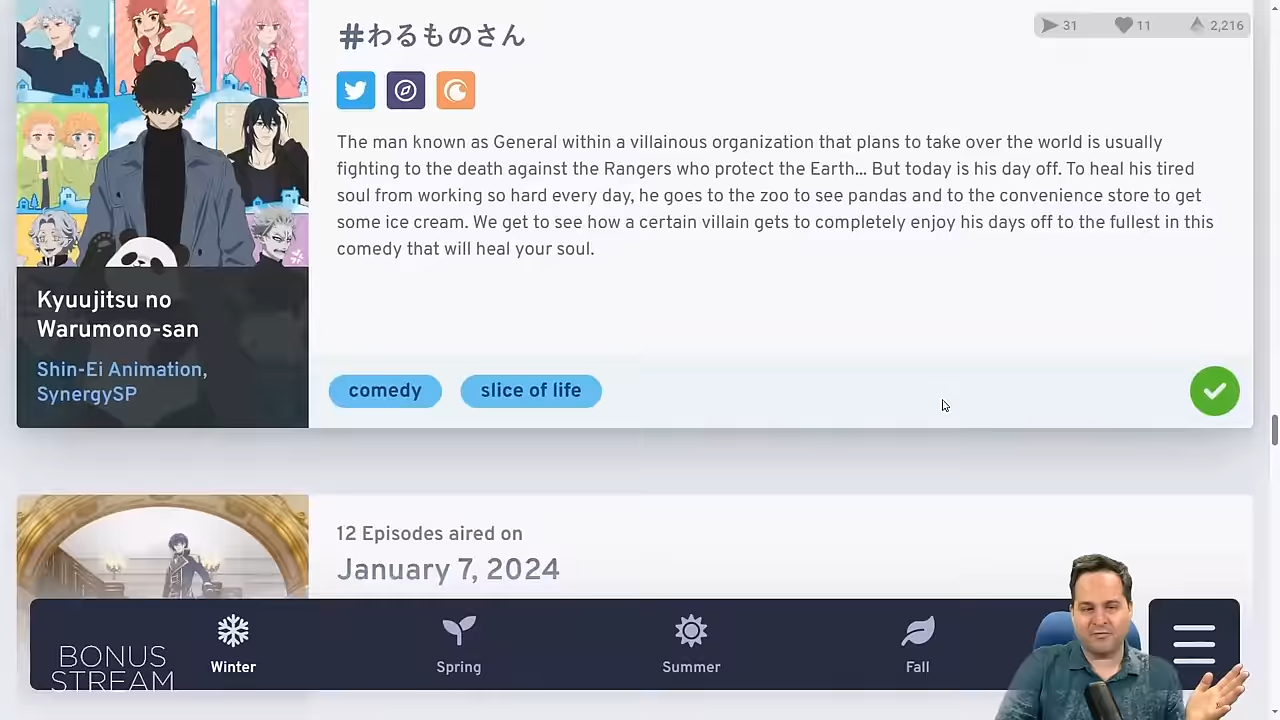 #わるものさん
31 11 2,216
The man known as General within a villainous organization that plans to take over the world is usually
fighting to the death against the Rangers who protect the Earth... But today is his day off. To heal his tired
soul from working so hard every day, he goes to the zoo to see pandas and to the convenience store to get
some ice cream. We get to see how a certain villain gets to completely enjoy his days off to the fullest in this
comedy that will heal your soul.
Kyuujitsu no
Warumono-san
Shin-Ei Animation,
SynergySP
comedy slice of life
12 Episodes aired on
January 7, 2024
Winter Spring Summer Fall
BONUS
STREAM